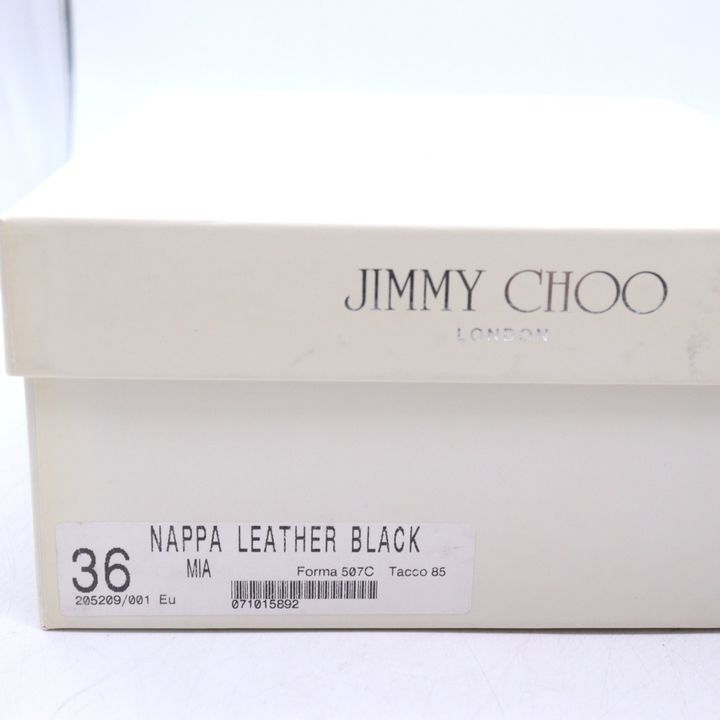 JIMMY CHOO
LONDON
NAPPA LEATHER BLACK
36 MIA Forma 507C Tacco 85
205209/001 Eu 071015892